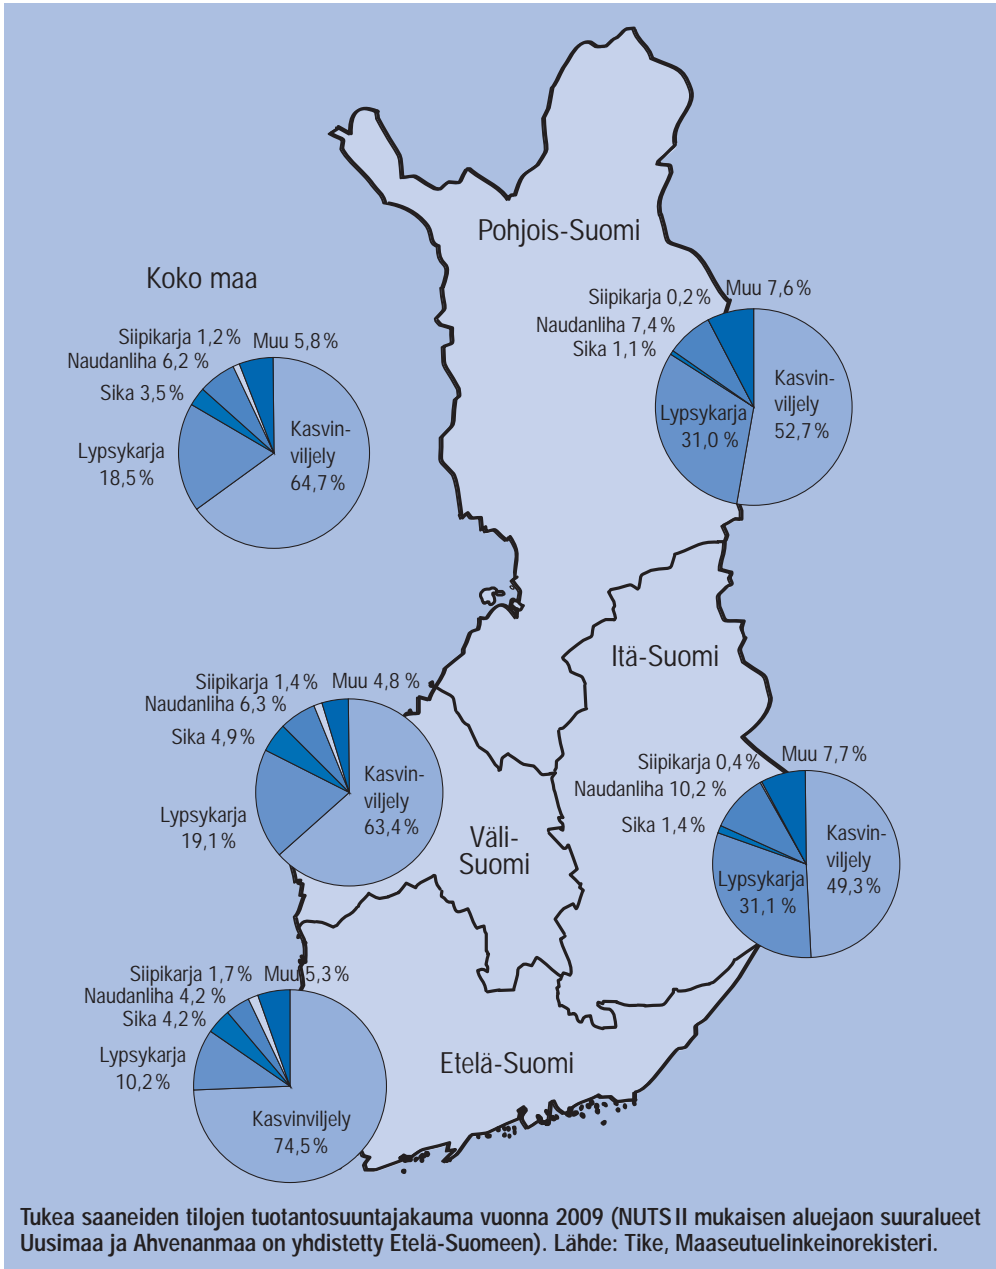 Pohjois-Suomi
Koko maa
Siipikarja 1,2 %
Muu 5,8 %
Naudanliha 6,2 %
Sika 3,5 %
Lypsykarja
18,5 %
Kasvin-
viljely
64,7 %
Siipikarja 0,2 %
Muu 7,6 %
Naudanliha 7,4 %
Sika 1,1 %
Lypsykarja
31,0 %
Kasvin-
viljely
52,7 %
Itä-Suomi
Siipikarja 1,4 %
Muu 4,8 %
Naudanliha 6,3 %
Sika 4,9 %
Lypsykarja
19,1 %
Kasvin-
viljely
63,4 %
Väli-
Suomi
Siipikarja 0,4 %
Muu 7,7 %
Naudanliha 10,2 %
Sika 1,4 %
Lypsykarja
31,1 %
Kasvin-
viljely
49,3 %
Siipikarja 1,7 %
Muu 5,3 %
Naudanliha 4,2 %
Sika 4,2 %
Lypsykarja
10,2 %
Kasvinviljely
74,5 %
Etelä-Suomi
Tukea saaneiden tilojen tuotantosuuntajakauma vuonna 2009 (NUTS II mukaisen aluejaon suuralueet
Uusimaa ja Ahvenanmaa on yhdistetty Etelä-Suomeen). Lähde: Tike, Maaseutuelinkeinorekisteri.